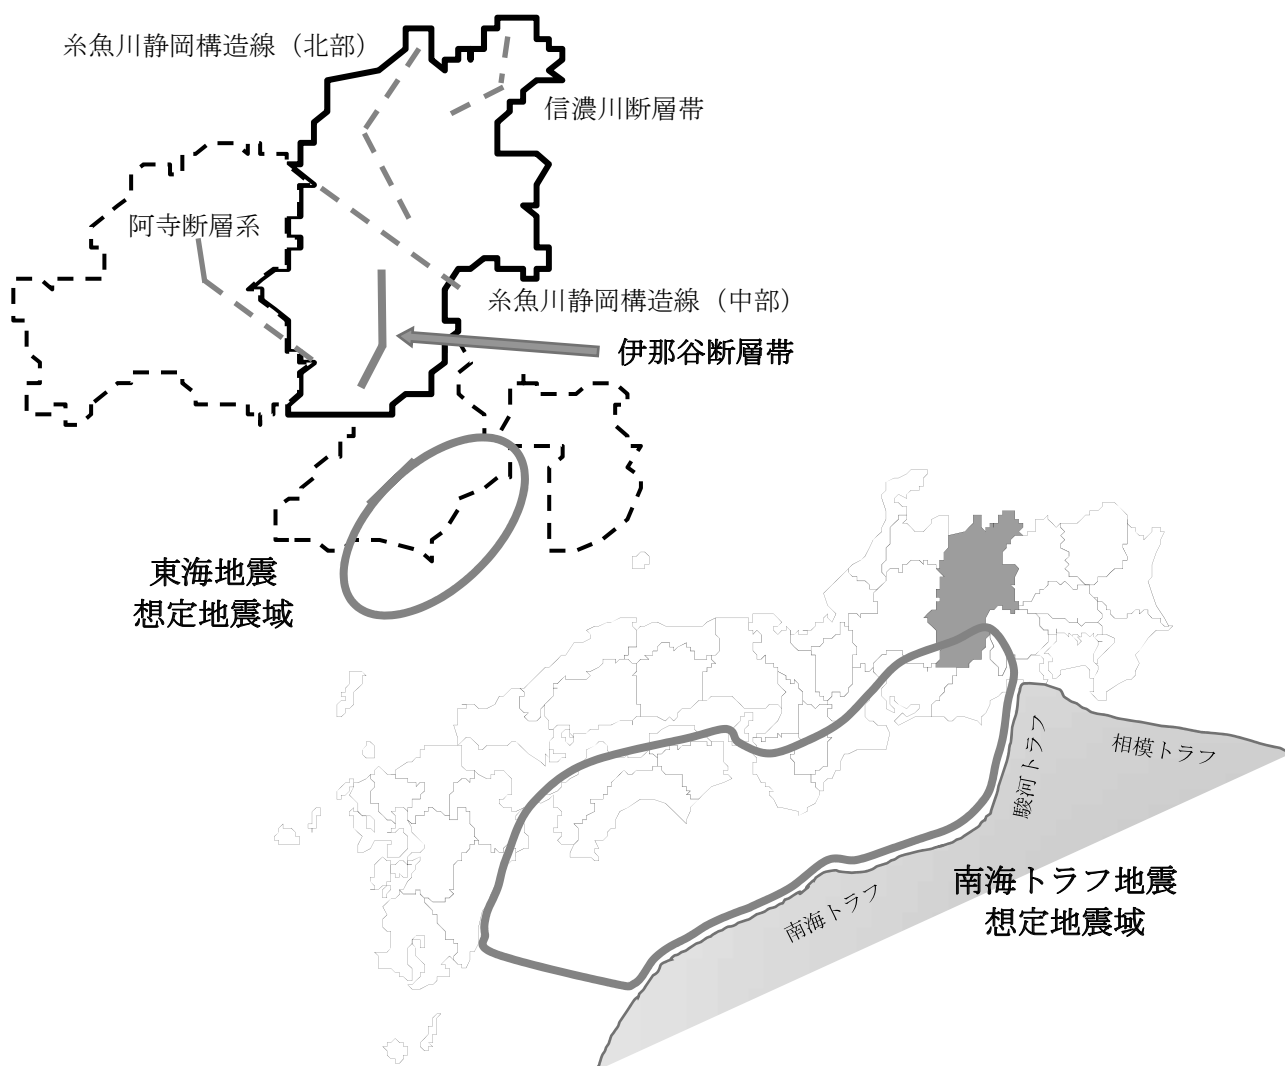 糸魚川静岡構造線（北部）
信濃川断層帯
阿寺断層系
糸魚川静岡構造線（中部）
伊那谷断層帯
東海地震
想定地震域
相模トラフ
駿河トラフ
南海トラフ地震
想定地震域
南海トラフ